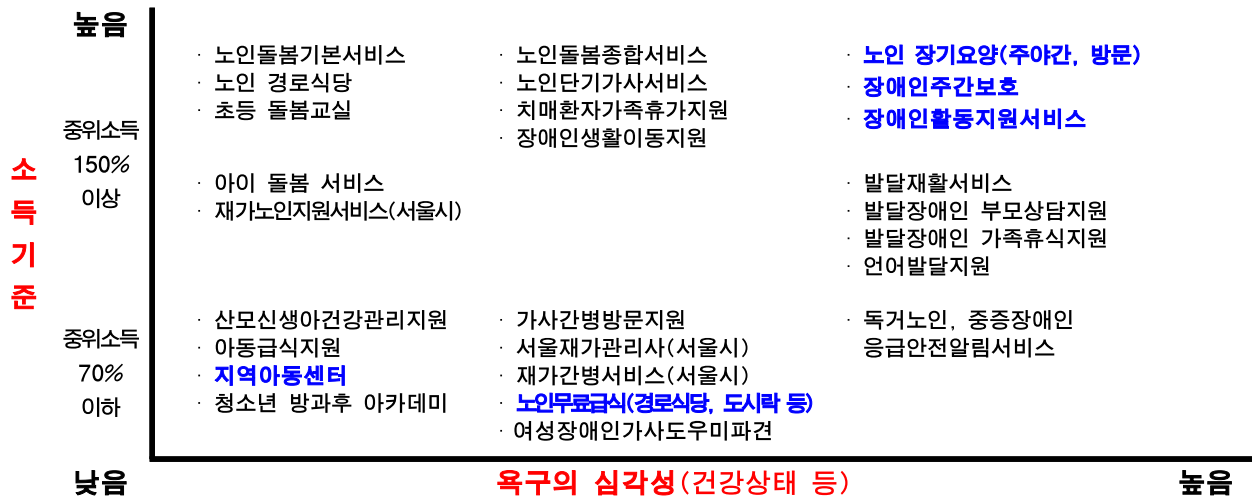 높음
· 노인돌봄기본서비스
· 노인 경로식당
· 초등 돌봄교실
· 노인돌봄종합서비스
· 노인단기가사서비스
· 치매환자가족휴가지원
· 장애인생활이동지원
· 노인 장기요양(주야간, 방문)
· 장애인주간보호
· 장애인활동지원서비스
소
득
기
준
중위소득
150%
이상
· 아이 돌봄 서비스
· 재가노인지원서비스(서울시)
· 발달재활서비스
· 발달장애인 부모상담지원
· 발달장애인 가족휴식지원
· 언어발달지원
중위소득
70%
이하
· 산모신생아건강관리지원
· 아동급식지원
· 지역아동센터
· 청소년 방과후 아카데미
· 가사간병방문지원
· 서울재가관리사(서울시)
· 재가간병서비스(서울시)
· 노인무료급식(경로식당, 도시락 등)
· 여성장애인가사도우미파견
· 독거노인, 중증장애인
응급안전알림서비스
낮음
욕구의 심각성(건강상태 등)
높음